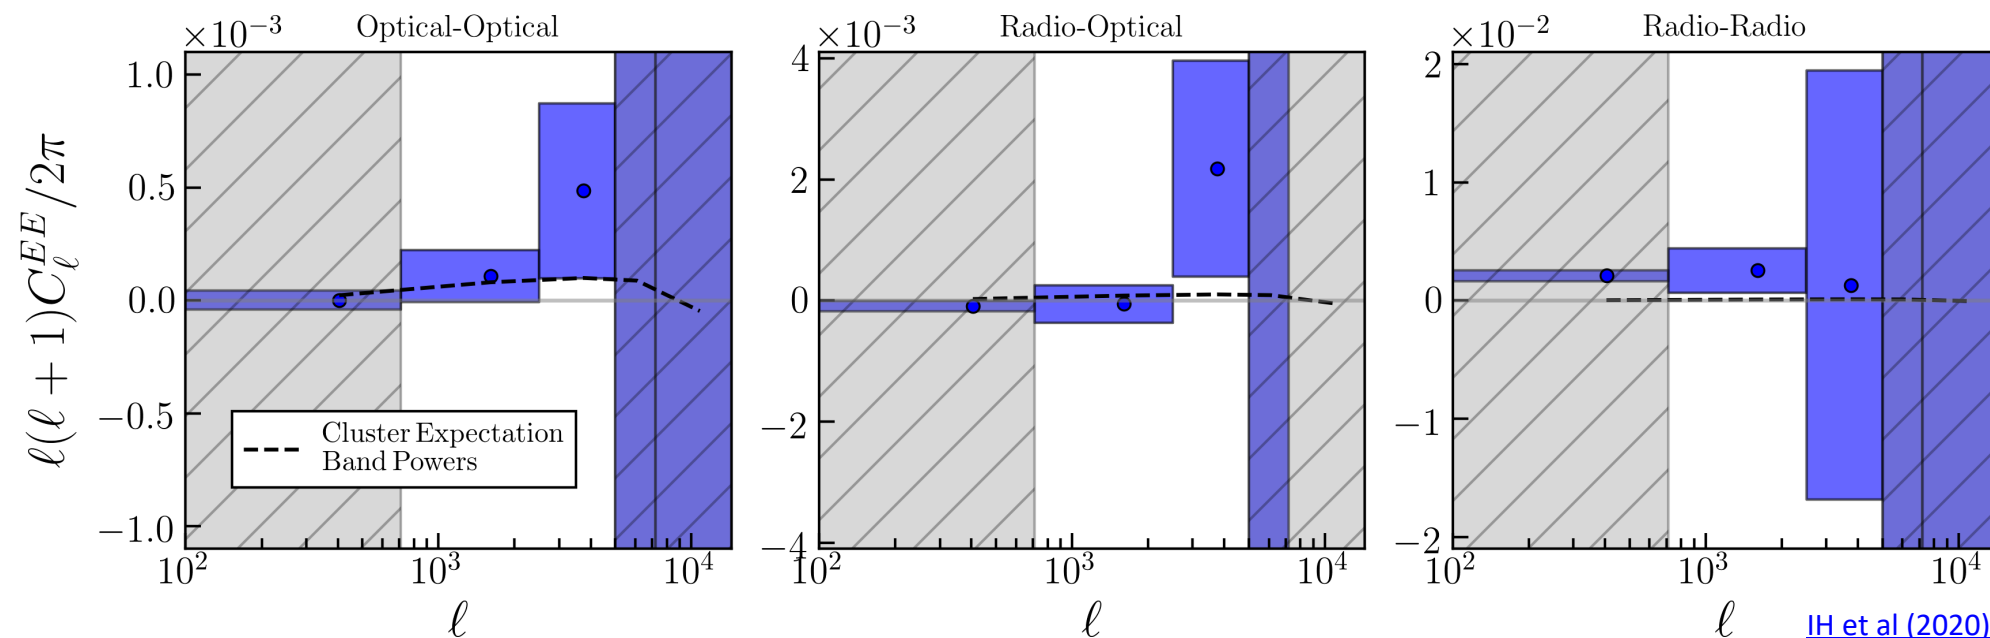 Optical-Optical
Radio-Optical
Radio-Radio
×10⁻³
×10⁻³
×10⁻²
ℓ(ℓ + 1)C_ℓ^{EE}/2π
1.0
0.5
0.0
−0.5
−1.0
4
2
0
−2
−4
2
1
0
−1
−2
Cluster Expectation
Band Powers
10² 10³ 10⁴
10² 10³ 10⁴
10² 10³ 10⁴
ℓ
ℓ
ℓ
IH et al (2020)